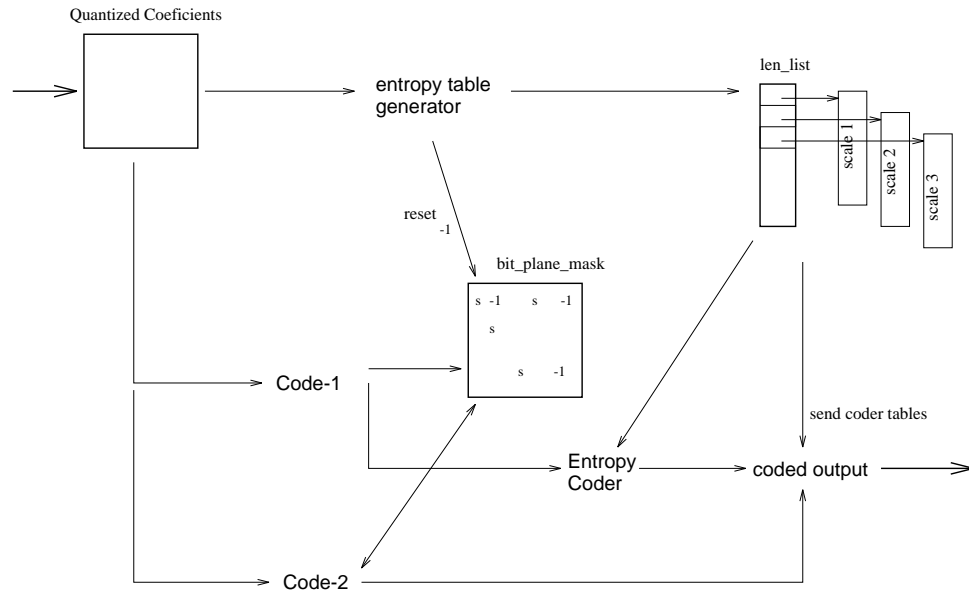 Quantized Coeficients
len_list
entropy table
generator
scale 1
scale 2
scale 3
reset
-1
bit_plane_mask
s -1 s -1
s
s -1
Code-1
send coder tables
Entropy
Coder
coded output
Code-2